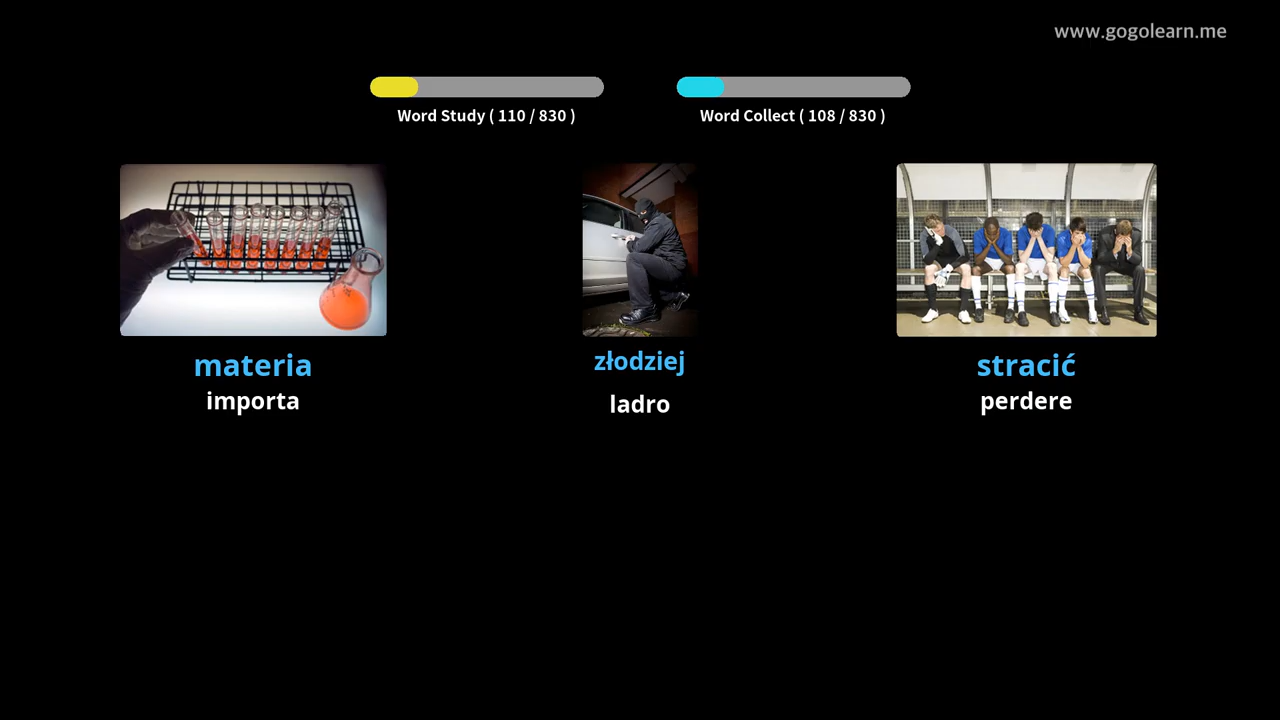 www.gogolearn.me
Word Study ( 110 / 830 )
Word Collect ( 108 / 830 )
materia
importa
złodziej
ladro
stracić
perdere